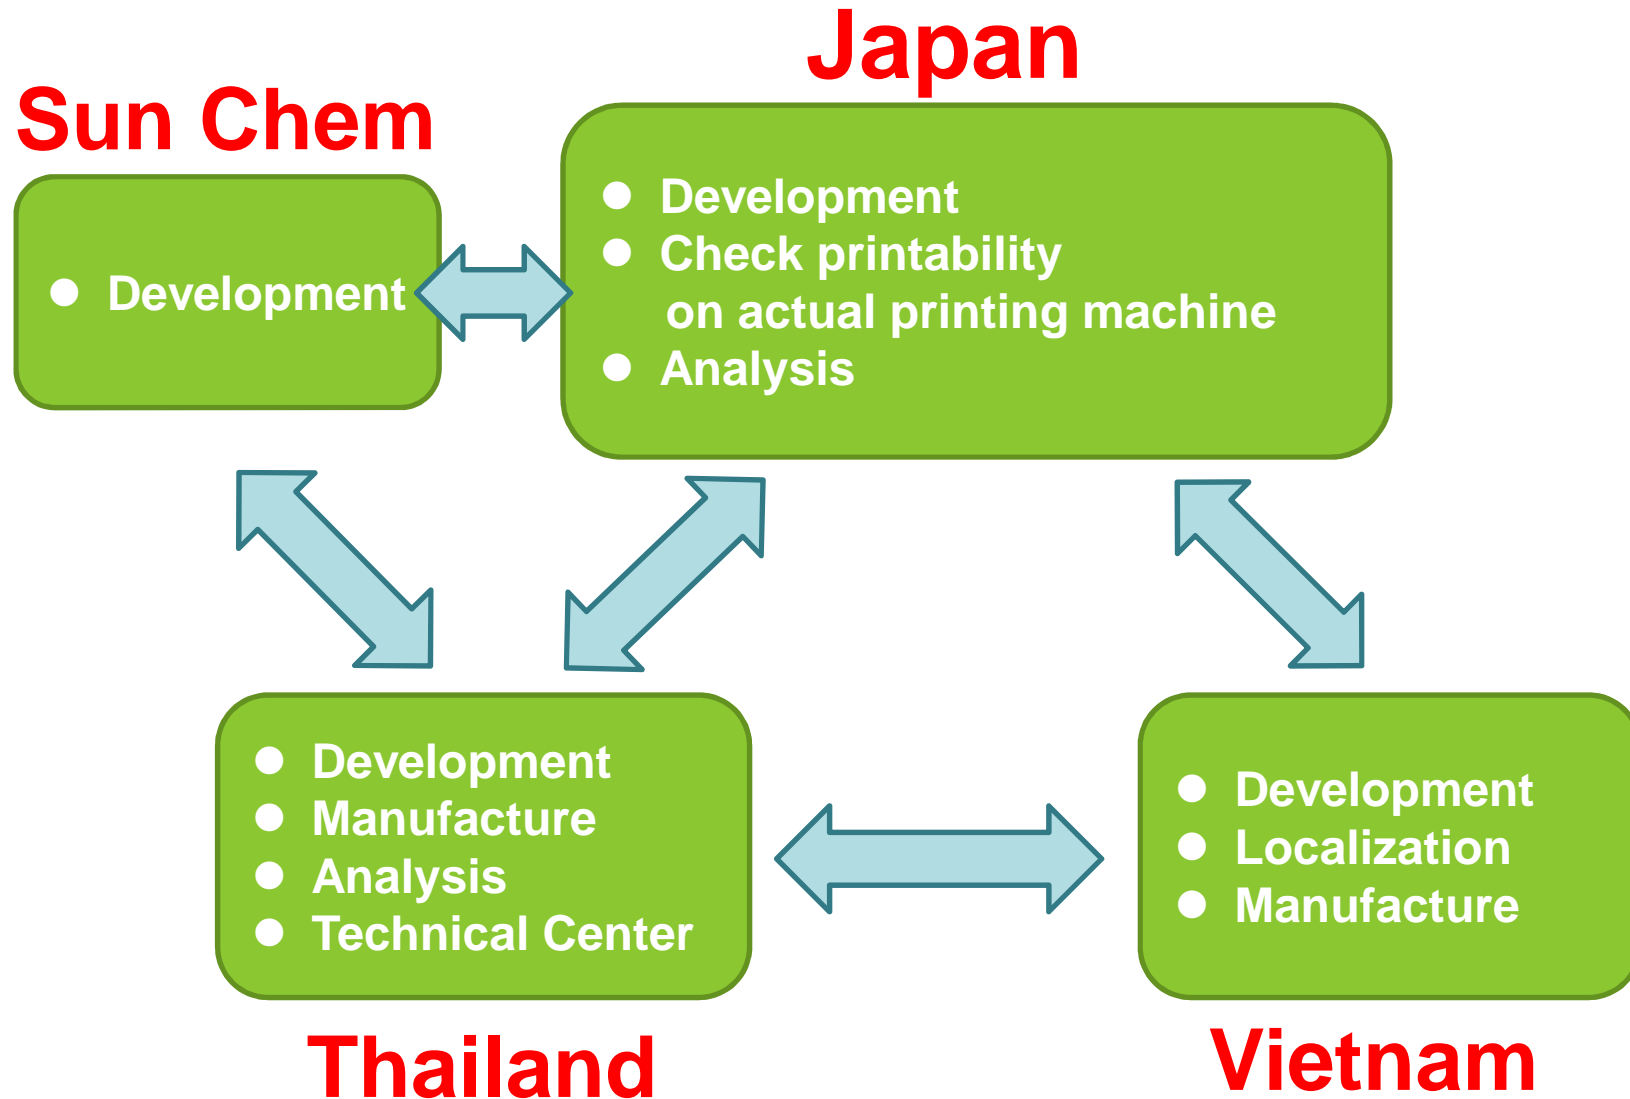 Japan
Sun Chem
● Development
● Development
● Check printability
on actual printing machine
● Analysis
● Development
● Manufacture
● Analysis
● Technical Center
● Development
● Localization
● Manufacture
Thailand
Vietnam